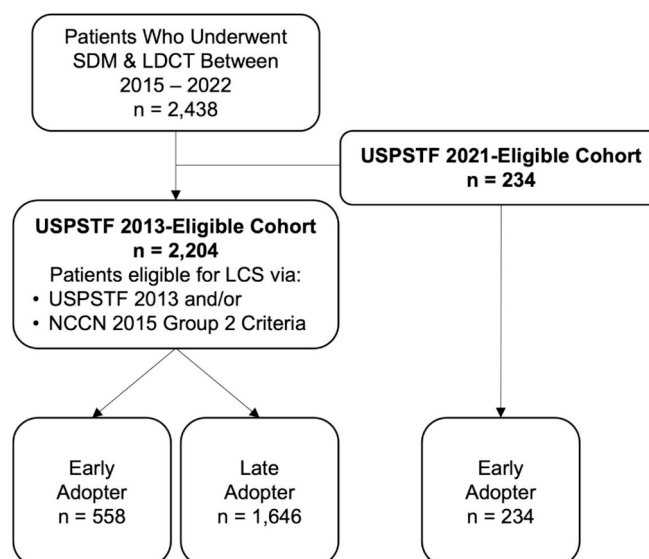 Patients Who Underwent
SDM & LDCT Between
2015 – 2022
n = 2,438
USPSTF 2021-Eligible Cohort
n = 234
USPSTF 2013-Eligible Cohort
n = 2,204
Patients eligible for LCS via:
• USPSTF 2013 and/or
• NCCN 2015 Group 2 Criteria
Early
Adopter
n = 558
Late
Adopter
n = 1,646
Early
Adopter
n = 234